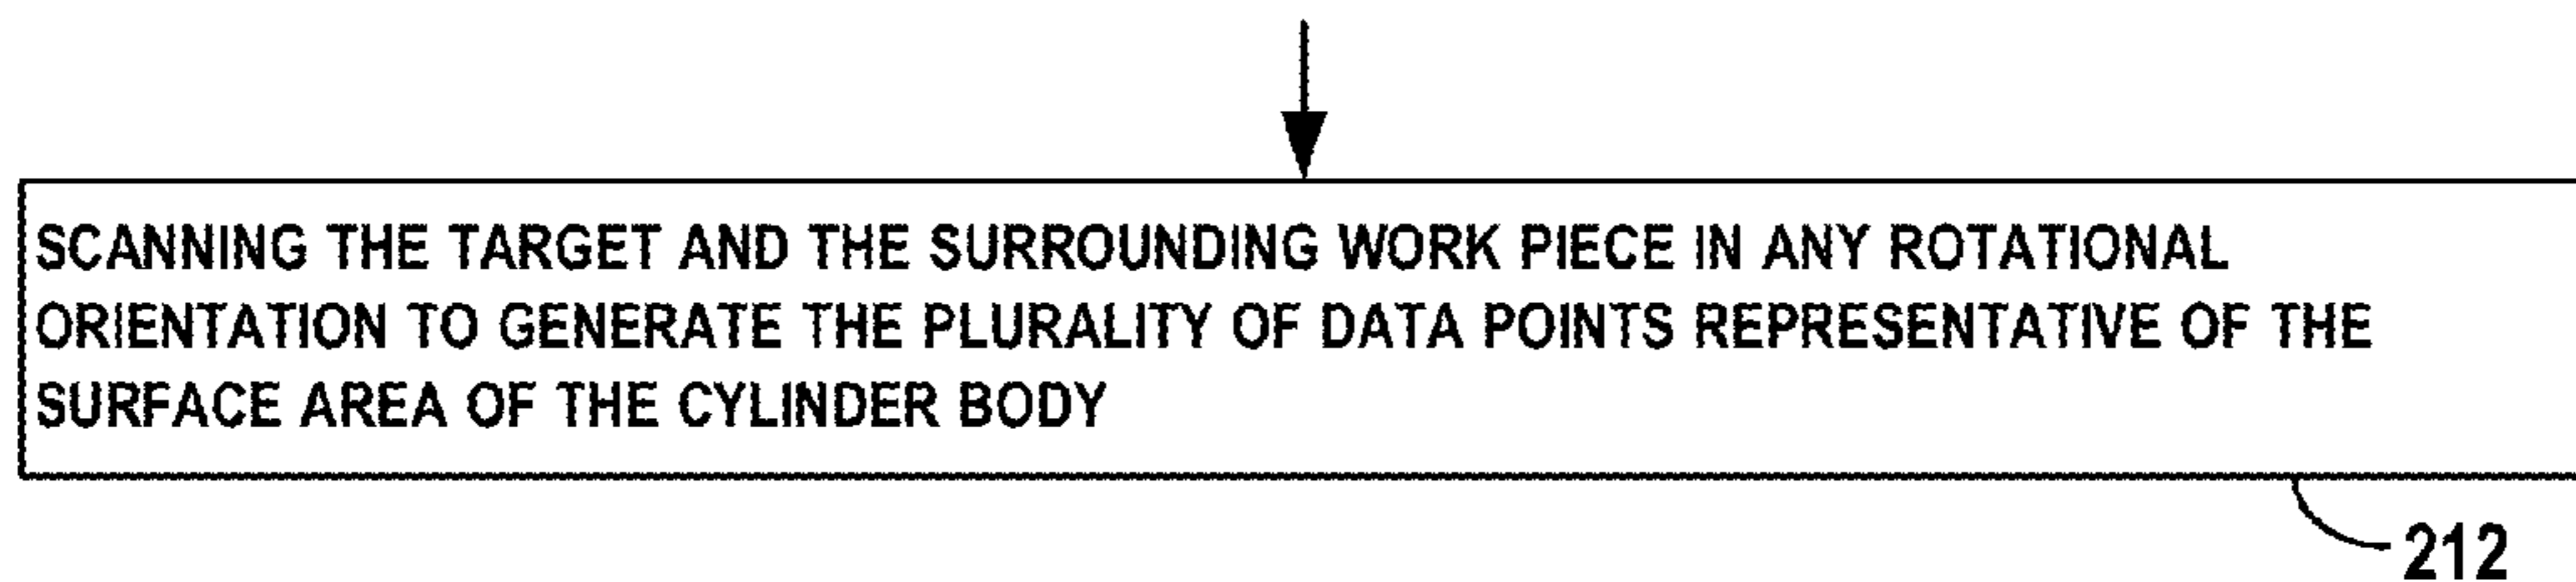 SCANNING THE TARGET AND THE SURROUNDING WORK PIECE IN ANY ROTATIONAL
ORIENTATION TO GENERATE THE PLURALITY OF DATA POINTS REPRESENTATIVE OF THE
SURFACE AREA OF THE CYLINDER BODY
212